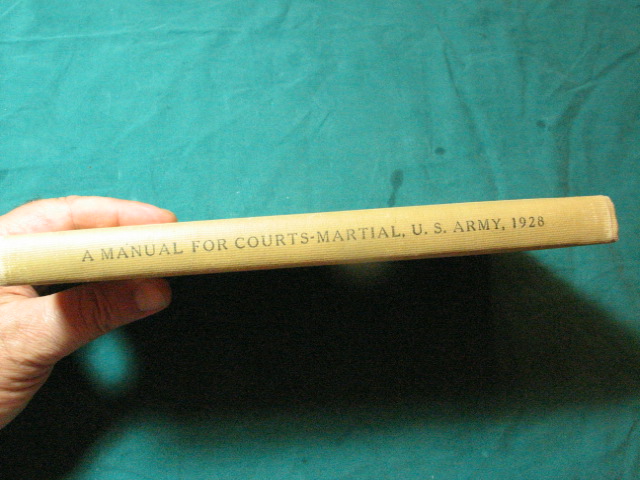 A MANUAL FOR COURTS-MARTIAL, U. S. ARMY, 1928